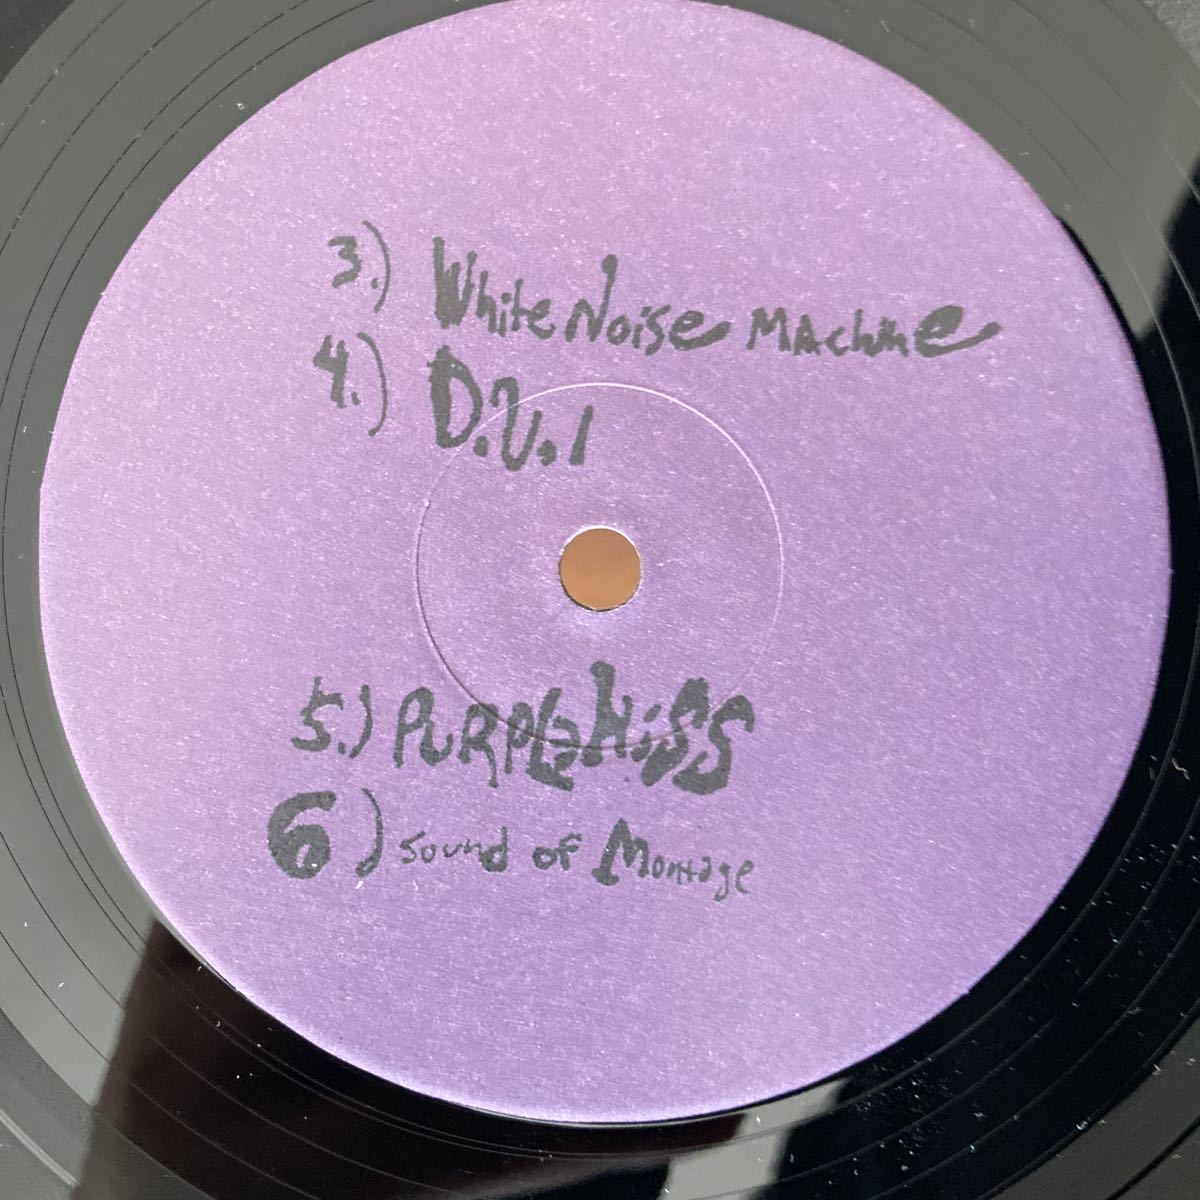 3.) White Noise Machine
4.) D.U.I
5.) PURPLE HiSS
6) Sound of Montage